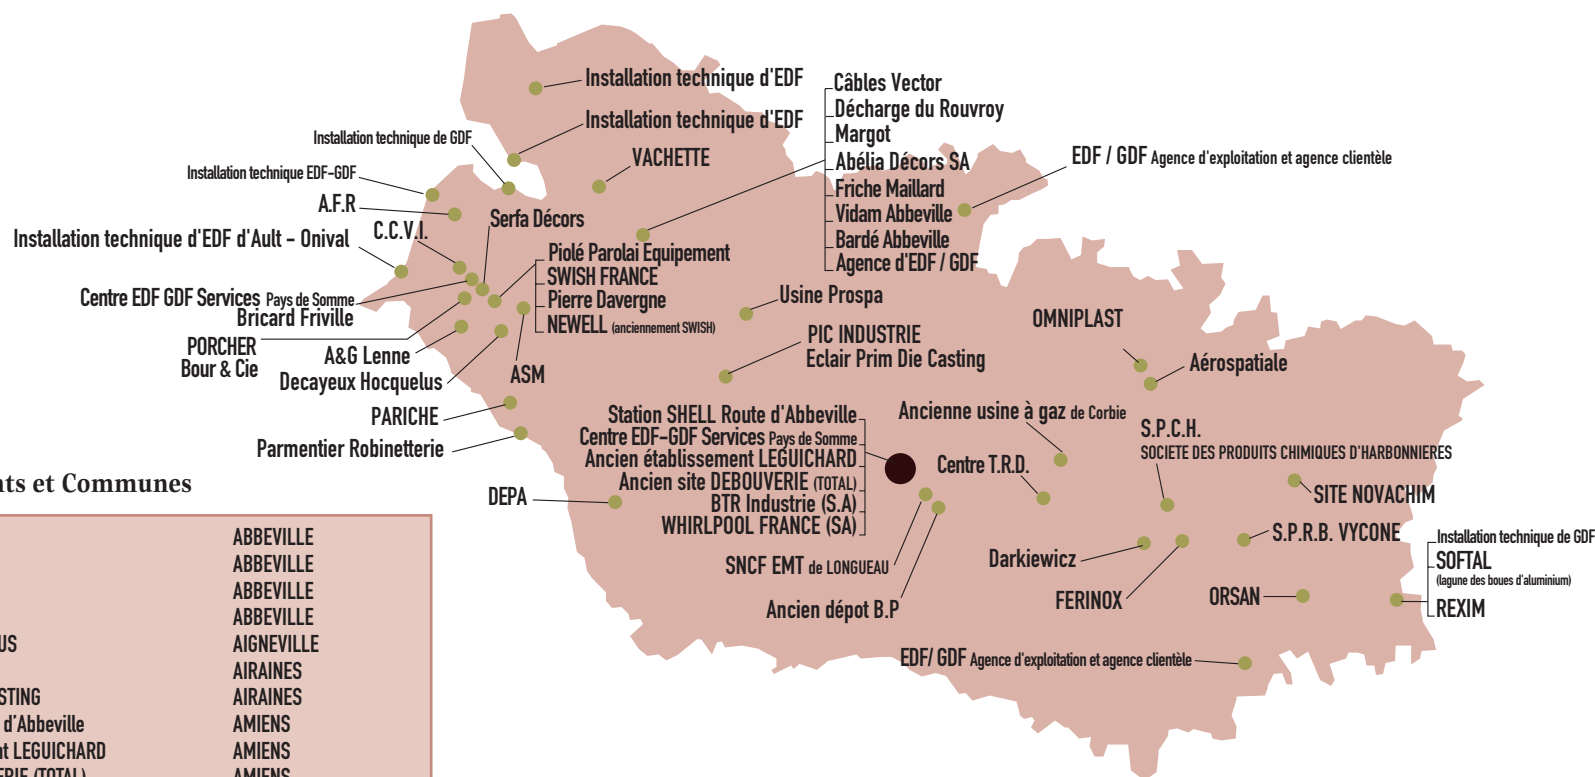 Installation technique d'EDF
Installation technique d'EDF
Installation technique de GDF
VACHETTE
Installation technique EDF-GDF
A.F.R
C.C.V.I.
Serfa Décors
Installation technique d'EDF d'Ault - Onival
Câbles Vector
Décharge du Rouvroy
Margot
Abélia Décors SA
Friche Maillard
Vidam Abbeville
Bardé Abbeville
Agence d'EDF / GDF
EDF / GDF Agence d'exploitation et agence clientèle
Piolé Parolai Equipement
SWISH FRANCE
Pierre Davergne
NEWELL (anciennement SWISH)
Centre EDF GDF Services Pays de Somme
Bricard Friville
PORCHER
Bour & Cie
A&G Lenne
Decayeux Hocquelus
ASM
PARICHE
Parmentier Robinetterie
Usine Prospa
PIC INDUSTRIE
Eclair Prim Die Casting
OMNIPLAST
Aérospatiale
Station SHELL Route d'Abbeville
Centre EDF-GDF Services Pays de Somme
Ancien établissement LEGUICHARD
Ancien site DEBOUVERIE (TOTAL)
BTR Industrie (S.A)
WHIRLPOOL FRANCE (SA)
Ancienne usine à gaz de Corbie
Centre T.R.D.
S.P.C.H.
SOCIETE DES PRODUITS CHIMIQUES D'HARBONNIERES
SITE NOVACHIM
DEPA
SNCF EMT de LONGUEAU
Ancien dépôt B.P
Darkiewicz
FERINOX
S.P.R.B. VYCONE
ORSAN
Installation technique de GDF
SOFTAL
(lagune des boues d'aluminium)
REXIM
EDF/ GDF Agence d'exploitation et agence clientèle
nts et Communes
ABBEVILLE
ABBEVILLE
ABBEVILLE
ABBEVILLE
US AIGNEVILLE
AIRAINES
STING AIRAINES
d'Abbeville AMIENS
nt LEGUICHARD AMIENS
ERIE (TOTAL) AMIENS